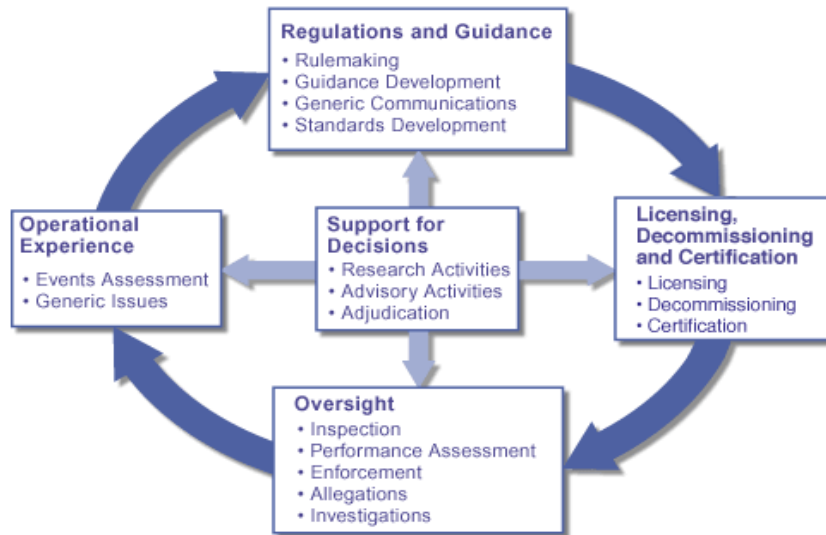 Regulations and Guidance
• Rulemaking
• Guidance Development
• Generic Communications
• Standards Development
Operational
Experience
• Events Assessment
• Generic Issues
Support for
Decisions
• Research Activities
• Advisory Activities
• Adjudication
Licensing,
Decommissioning
and Certification
• Licensing
• Decommissioning
• Certification
Oversight
• Inspection
• Performance Assessment
• Enforcement
• Allegations
• Investigations